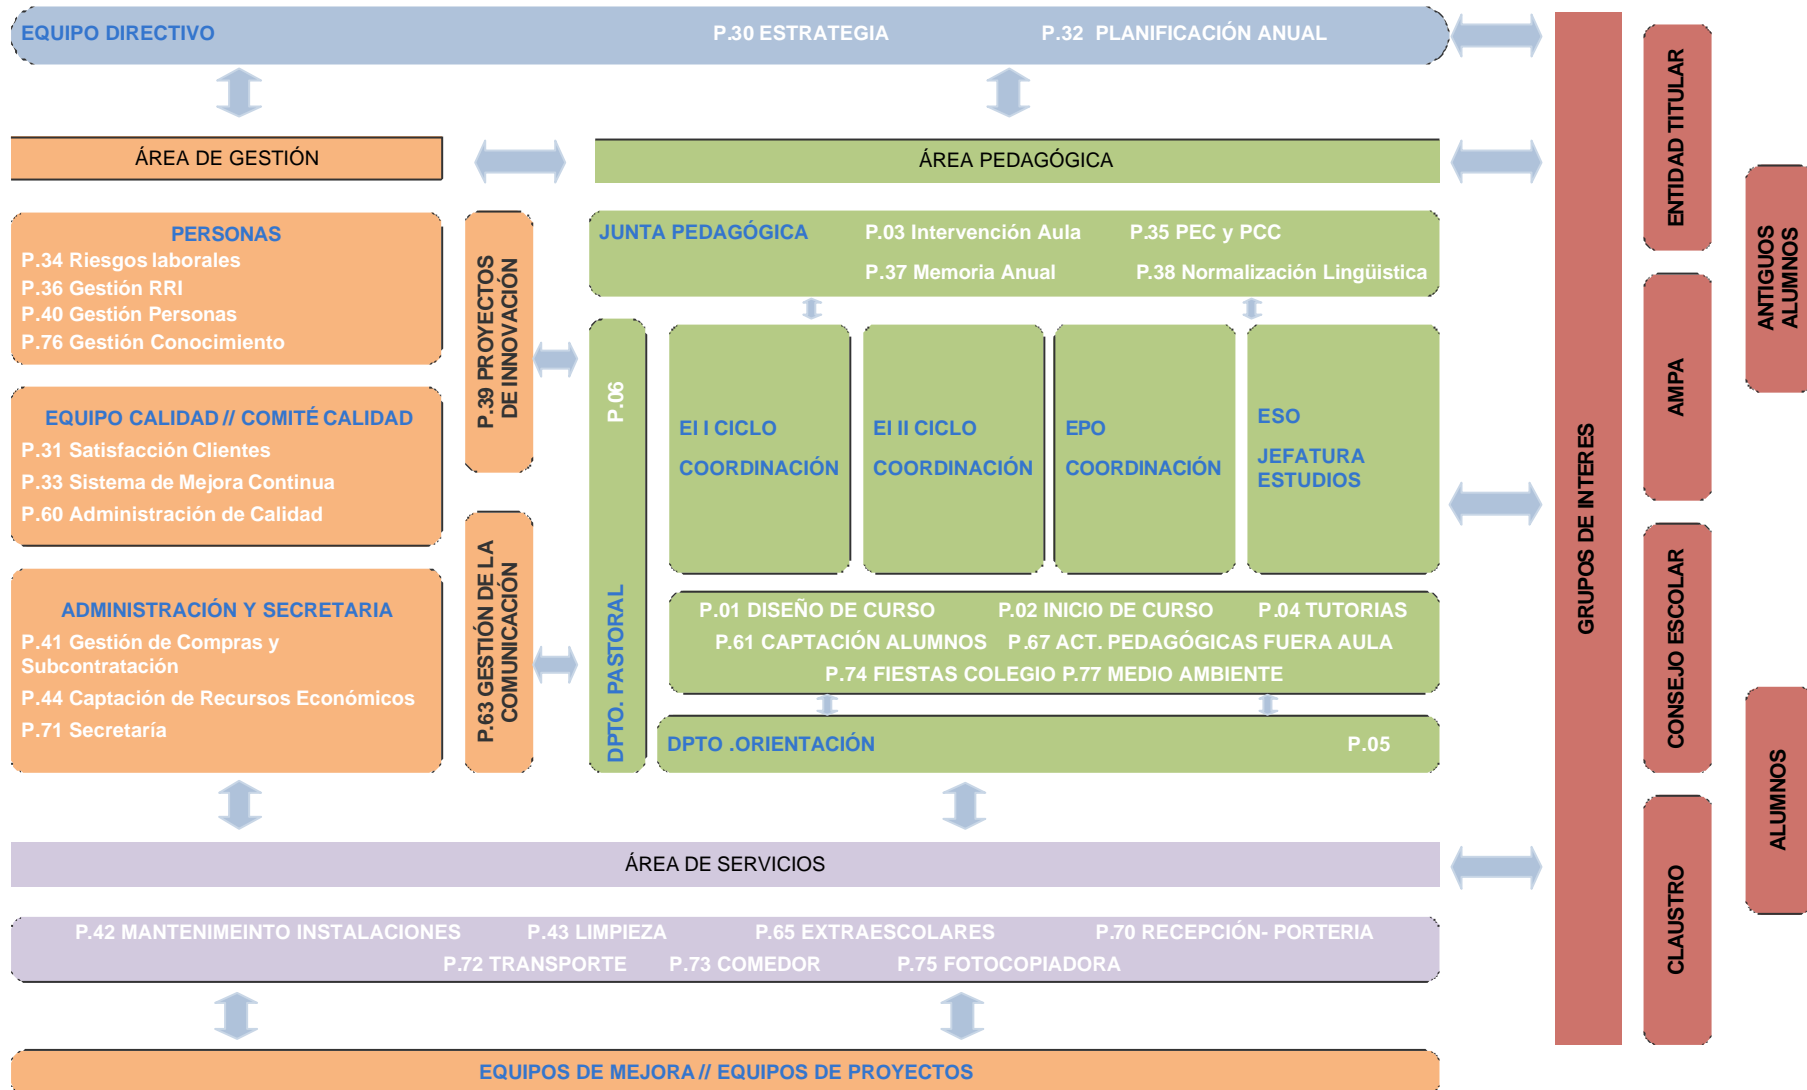 EQUIPO DIRECTIVO
P.30 ESTRATEGIA
P.32 PLANIFICACIÓN ANUAL
ÁREA DE GESTIÓN
ÁREA PEDAGÓGICA
PERSONAS
P.34 Riesgos laborales
P.36 Gestión RRI
P.40 Gestión Personas
P.76 Gestión Conocimiento
EQUIPO CALIDAD // COMITÉ CALIDAD
P.31 Satisfacción Clientes
P.33 Sistema de Mejora Continua
P.60 Administración de Calidad
ADMINISTRACIÓN Y SECRETARIA
P.41 Gestión de Compras y
Subcontratación
P.44 Captación de Recursos Económicos
P.71 Secretaría
P.39 PROYECTOS
DE INNOVACIÓN
P.63 GESTIÓN DE LA
COMUNICACIÓN
JUNTA PEDAGÓGICA
P.03 Intervención Aula
P.35 PEC y PCC
P.37 Memoria Anual
P.38 Normalización Lingüistica
DPTO. PASTORAL
P.06
EI I CICLO
COORDINACIÓN
EI II CICLO
COORDINACIÓN
EPO
COORDINACIÓN
ESO
JEFATURA
ESTUDIOS
P.01 DISEÑO DE CURSO
P.02 INICIO DE CURSO
P.04 TUTORIAS
P.61 CAPTACIÓN ALUMNOS
P.67 ACT. PEDAGÓGICAS FUERA AULA
P.74 FIESTAS COLEGIO P.77 MEDIO AMBIENTE
DPTO .ORIENTACIÓN
P.05
ÁREA DE SERVICIOS
P.42 MANTENIMEINTO INSTALACIONES
P.43 LIMPIEZA
P.65 EXTRAESCOLARES
P.70 RECEPCIÓN- PORTERIA
P.72 TRANSPORTE
P.73 COMEDOR
P.75 FOTOCOPIADORA
EQUIPOS DE MEJORA // EQUIPOS DE PROYECTOS
GRUPOS DE INTERES
ENTIDAD TITULAR
AMPA
CONSEJO ESCOLAR
CLAUSTRO
ANTIGUOS
ALUMNOS
ALUMNOS